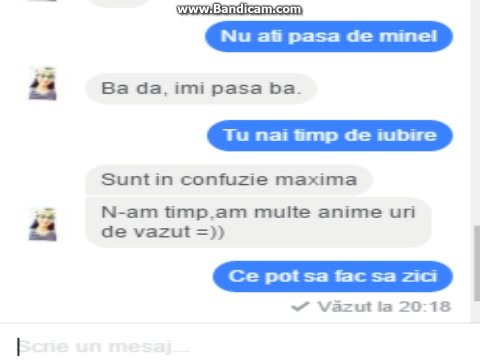 www.Bandicam.com
Nu ati pasa de mineI
Ba da, imi pasa ba.
Tu nai timp de iubire
Sunt in confuzie maxima
N-am timp,am multe anime uri
de vazut =))
Ce pot sa fac sa zici
Văzut la 20:18
Scrie un mesaj...